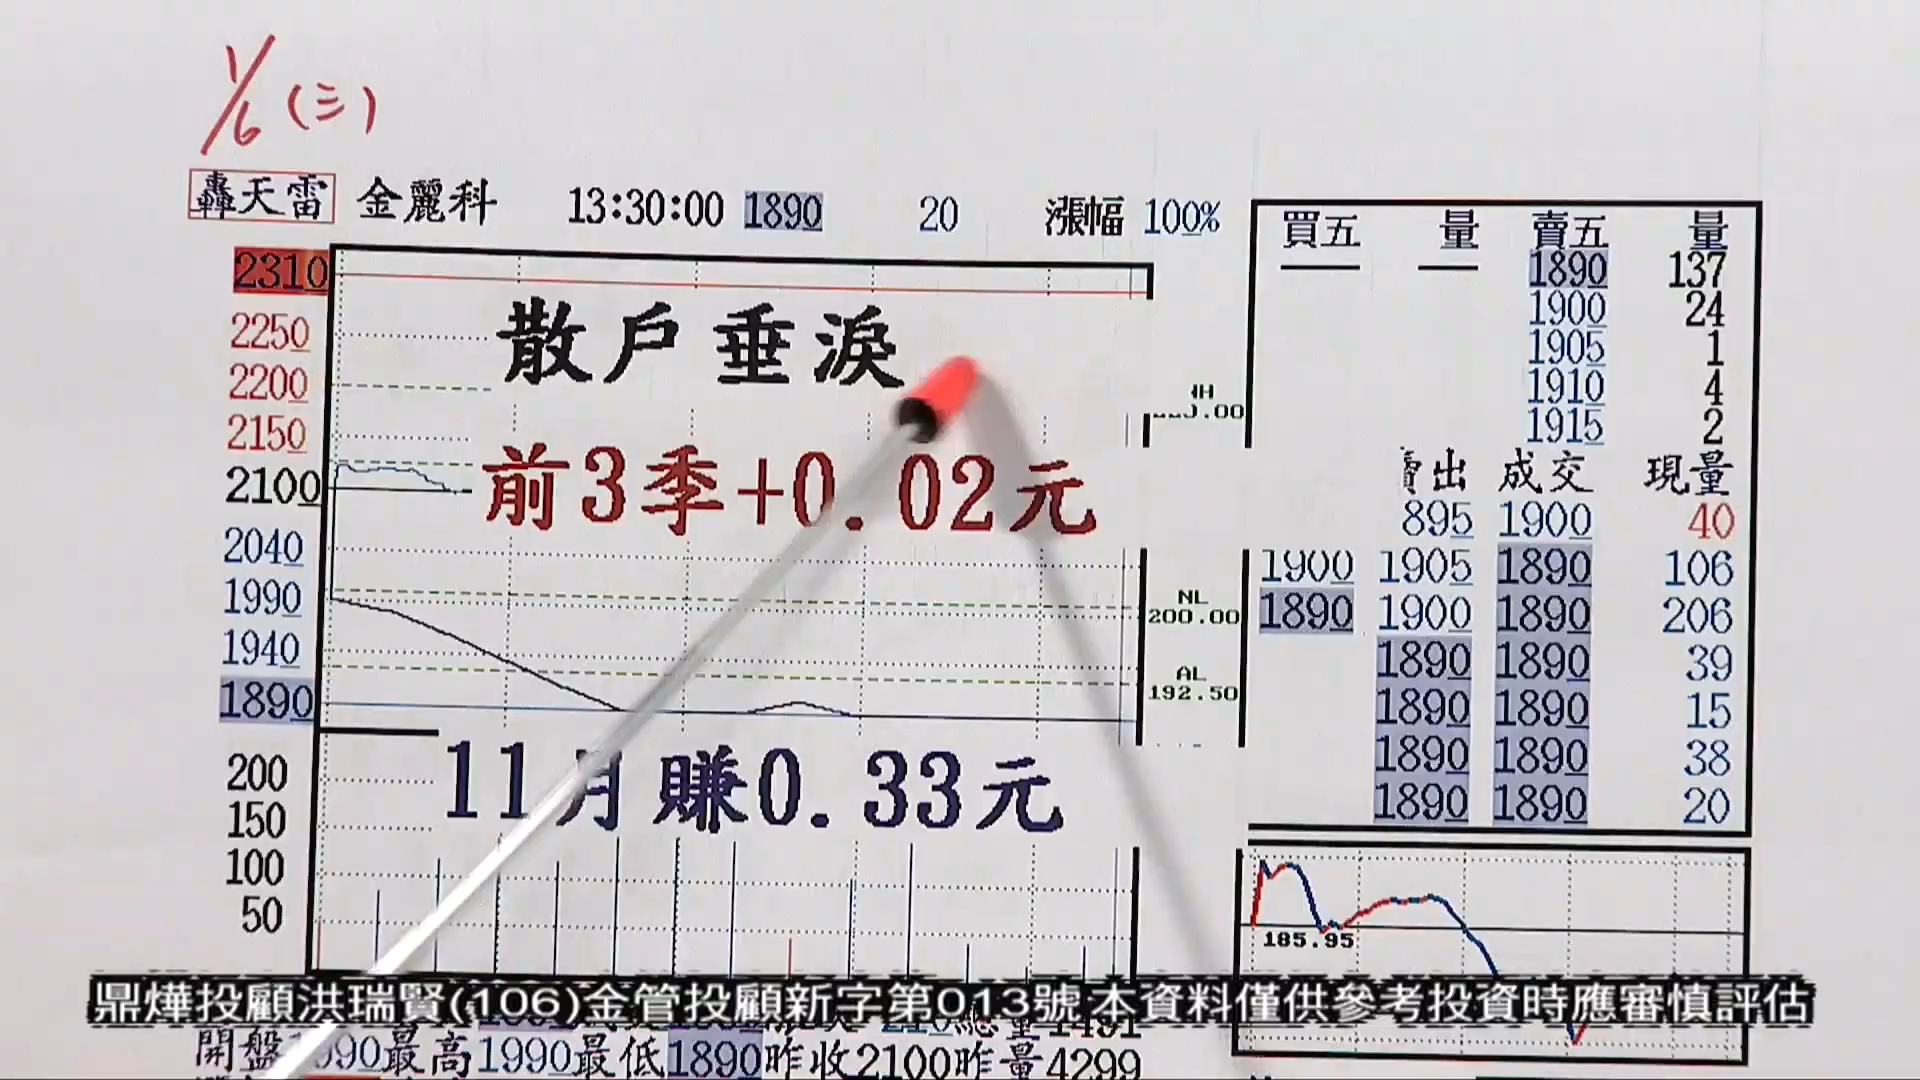 1/6 (三)
轟天雷 金麗科 13:30:00 1890 20 漲幅 100%
2310
2250
2200
2150
2100
2040
1990
1940
1890
200
150
100
50
散戶垂淚
前3季+0.02元
11月賺0.33元
NL
200.00
AL
192.50
買五 量 賣五 量
1890 137
1900 24
1905 1
1910 4
1915 2
賣出 成交 現量
895 1900 40
1900 1905 1890 106
1890 1900 1890 206
1890 1890 39
1890 1890 15
1890 1890 38
1890 1890 20
185.95
鼎燁投顧洪瑞賢(106)金管投顧新字第013號本資料僅供參考投資時應審慎評估
開盤1990最高1990最低1890昨收2100昨量4299